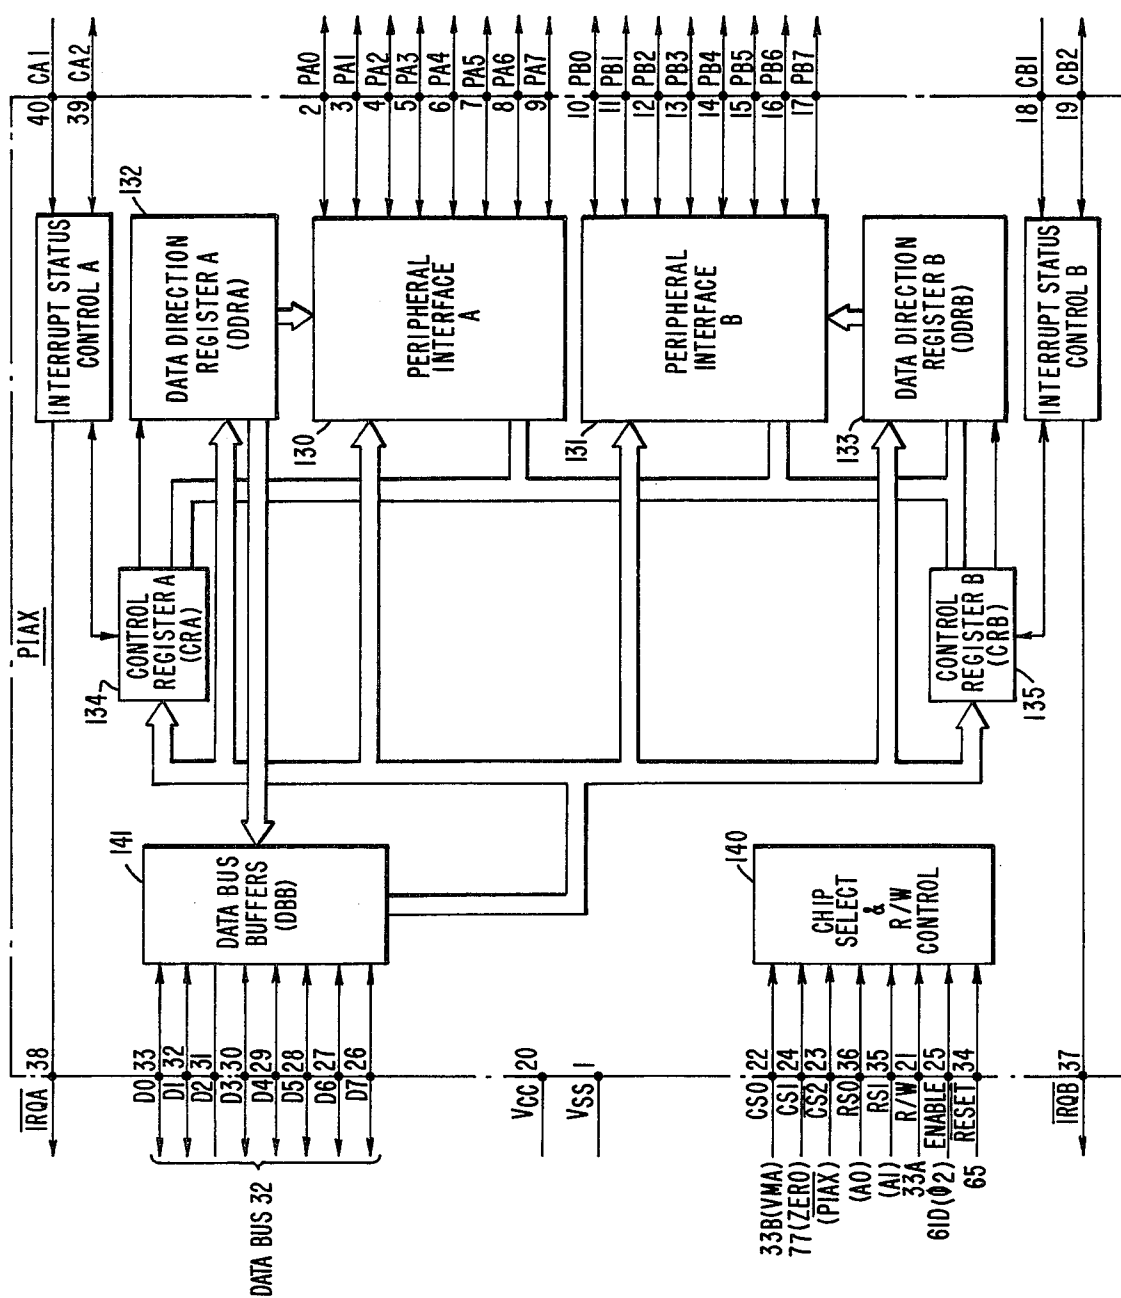 PIAX
IRQA 38
40 CA1
39 CA2
INTERRUPT STATUS
CONTROL A
132
DATA DIRECTION
REGISTER A
(DDRA)
134
CONTROL
REGISTER A
(CRA)
141
DATA BUS
BUFFERS
(DBB)
DATA BUS 32
D0 33
D1 32
D2 31
D3 30
D4 29
D5 28
D6 27
D7 26
130
PERIPHERAL
INTERFACE
A
2 PA0
3 PA1
4 PA2
5 PA3
6 PA4
7 PA5
8 PA6
9 PA7
VCC 20
VSS 1
131
PERIPHERAL
INTERFACE
B
10 PB0
11 PB1
12 PB2
13 PB3
14 PB4
15 PB5
16 PB6
17 PB7
140
CHIP
SELECT
&
R/W
CONTROL
33B(VMA) CS0 22
77(ZERO) CS1 24
(PIAX) CS2 23
(A0) RS0 36
(A1) RS1 35
33A R/W 21
61D(Φ2) ENABLE 25
65 RESET 34
133
DATA DIRECTION
REGISTER B
(DDRB)
135
CONTROL
REGISTER B
(CRB)
INTERRUPT STATUS
CONTROL B
18 CB1
19 CB2
IRQB 37